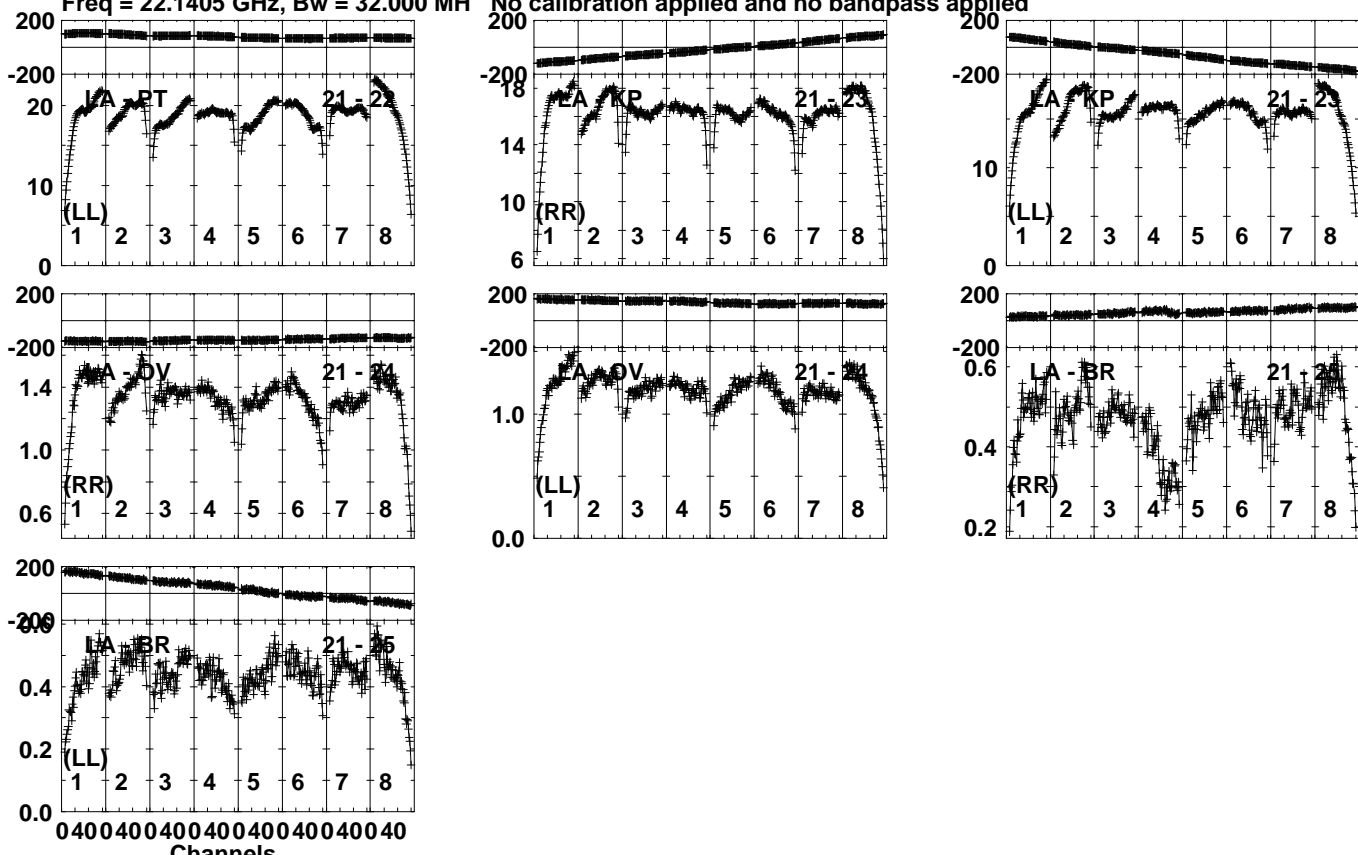 Freq = 22.1405 GHz, Bw = 32.000 MH No calibration applied and no bandpass applied
200
-200
20
10
0
LA - PT 21 - 22
(LL)
1 2 3 4 5 6 7 8
200
-200
18
14
10
6
LA - KP 21 - 23
(RR)
1 2 3 4 5 6 7 8
200
-200
10
0
LA - KP 21 - 23
(LL)
1 2 3 4 5 6 7 8
200
-200
1.4
1.0
0.6
LA - OV 21 - 24
(RR)
1 2 3 4 5 6 7 8
200
-200
1.0
0.0
LA - OV 21 - 24
(LL)
1 2 3 4 5 6 7 8
200
-200
0.6
0.4
0.2
LA - BR 21 - 25
(RR)
1 2 3 4 5 6 7 8
200
-200
0.6
0.4
0.2
0.0
LA - BR 21 - 25
(LL)
1 2 3 4 5 6 7 8
0 40 0 40 0 40 0 40 0 40 0 40 0 40 0 40
Channels